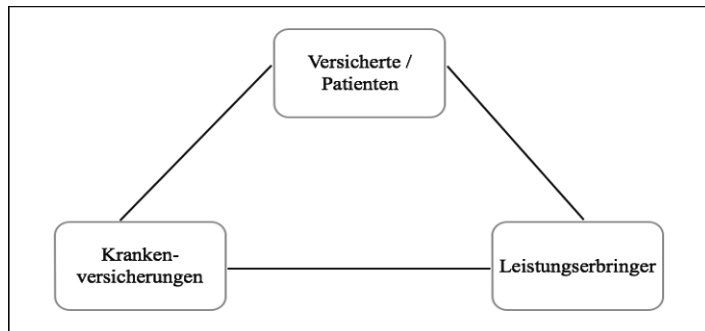 Versicherte /
Patienten
Kranken-
versicherungen
Leistungserbringer